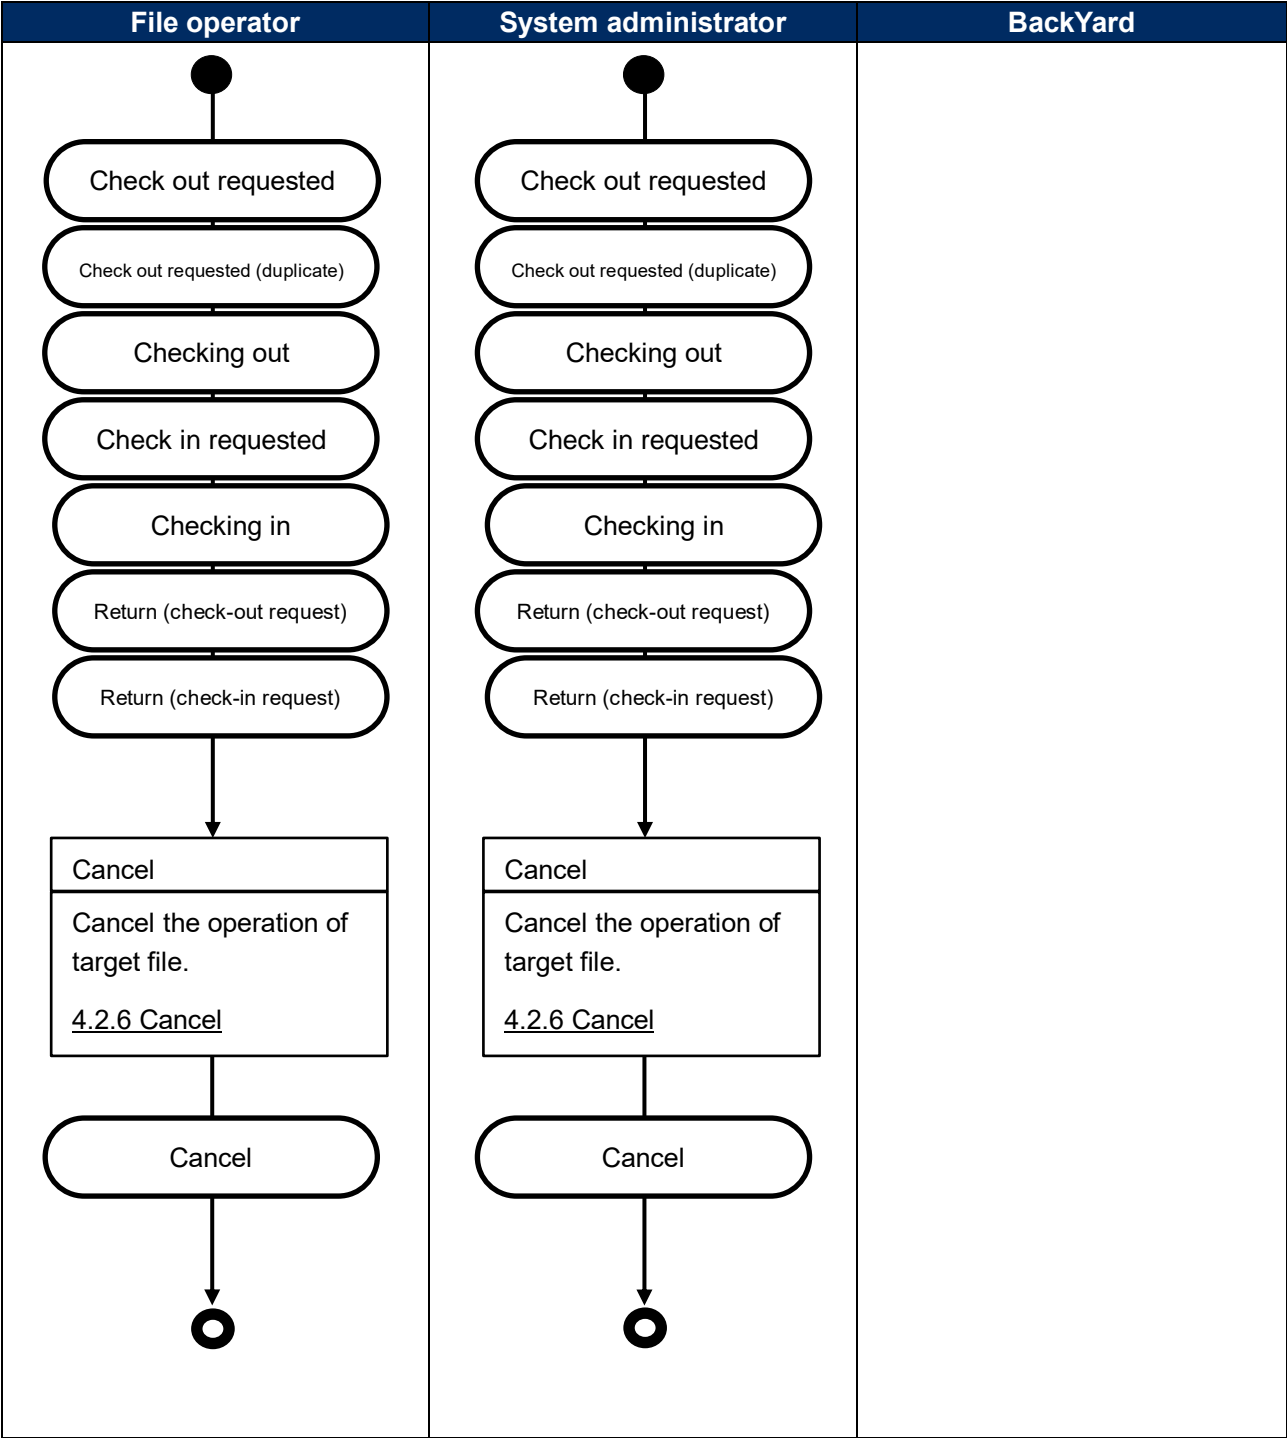 File operator
System administrator
BackYard
Check out requested
Check out requested (duplicate)
Checking out
Check in requested
Checking in
Return (check-out request)
Return (check-in request)
Cancel
Cancel the operation of
target file.
4.2.6 Cancel
Cancel
Check out requested
Check out requested (duplicate)
Checking out
Check in requested
Checking in
Return (check-out request)
Return (check-in request)
Cancel
Cancel the operation of
target file.
4.2.6 Cancel
Cancel